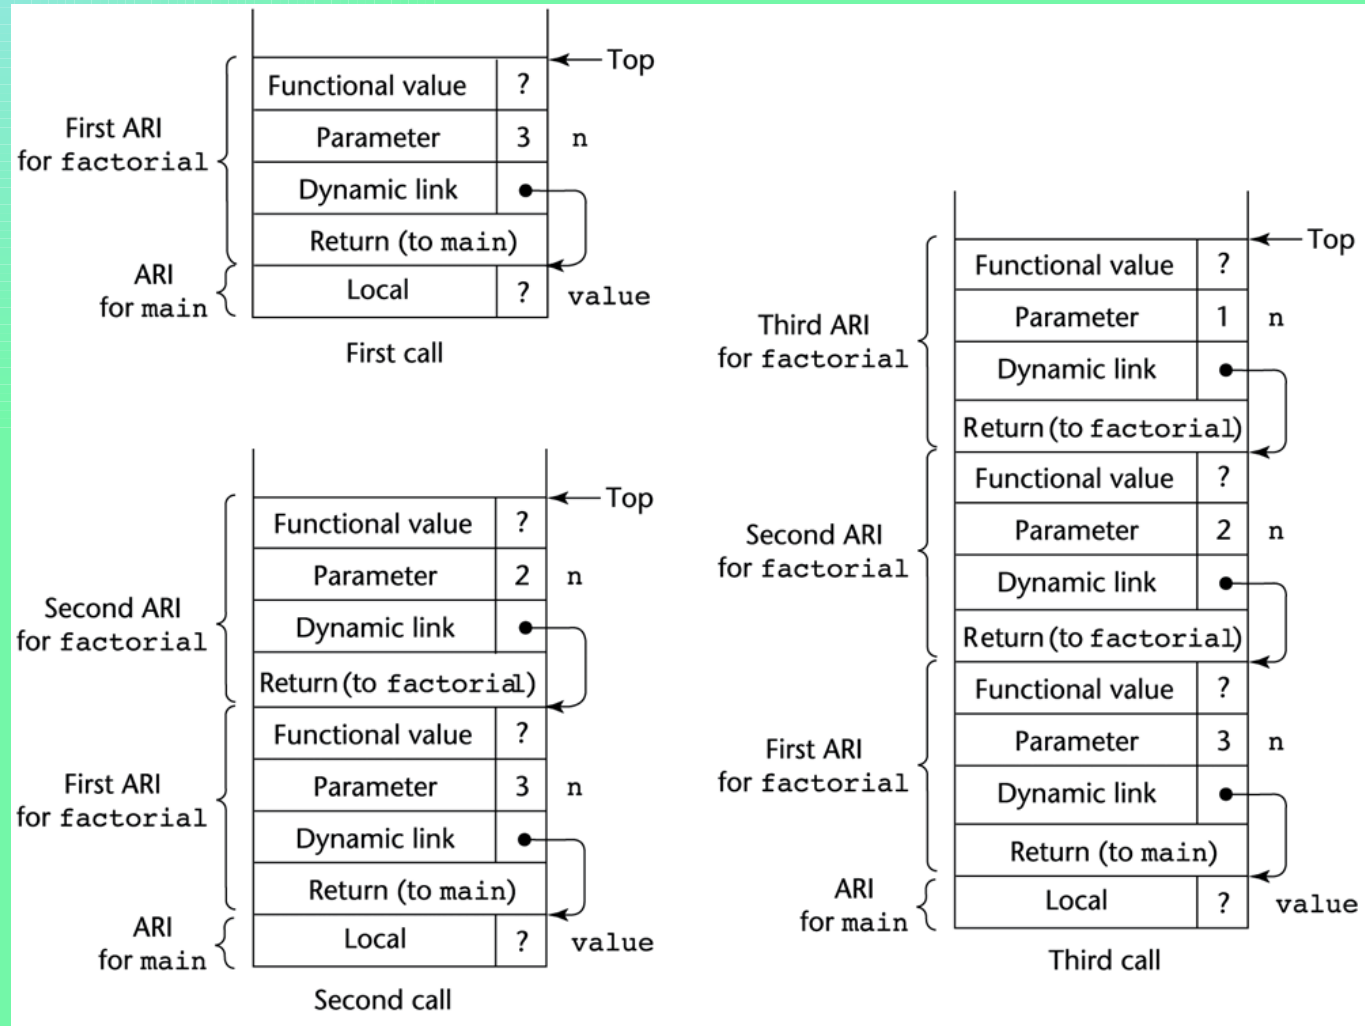 Top
Functional value ?
First ARI
for factorial
Parameter 3 n
Dynamic link
Return (to main)
ARI
for main
Local ? value
First call
Top
Functional value ?
Parameter 2 n
Second ARI
for factorial
Dynamic link
Return (to factorial)
Functional value ?
First ARI
for factorial
Parameter 3 n
Dynamic link
Return (to main)
ARI
for main
Local ? value
Second call
Top
Functional value ?
Third ARI
for factorial
Parameter 1 n
Dynamic link
Return (to factorial)
Functional value ?
Second ARI
for factorial
Parameter 2 n
Dynamic link
Return (to factorial)
Functional value ?
First ARI
for factorial
Parameter 3 n
Dynamic link
Return (to main)
ARI
for main
Local ? value
Third call